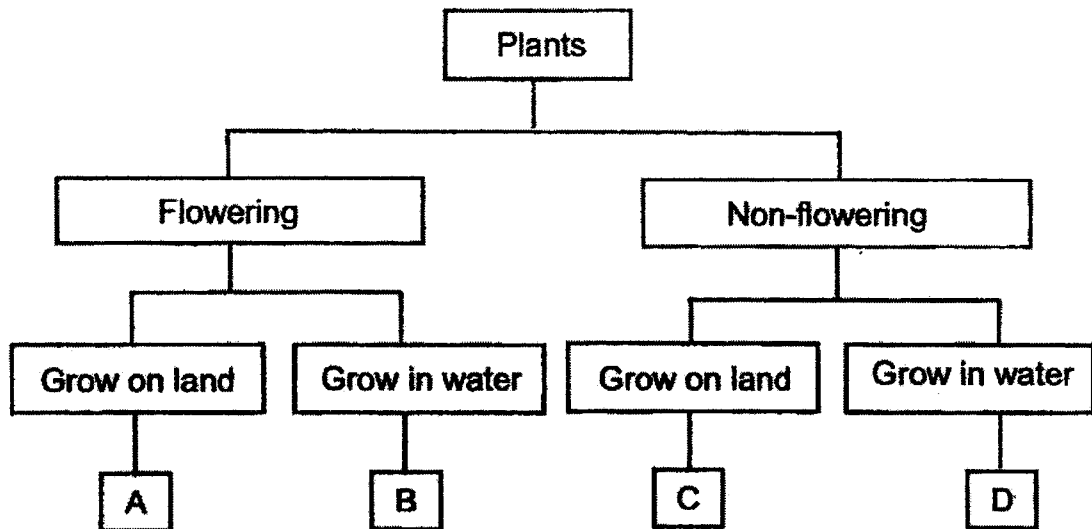 Plants
Flowering
Non-flowering
Grow on land
Grow in water
Grow on land
Grow in water
A
B
C
D